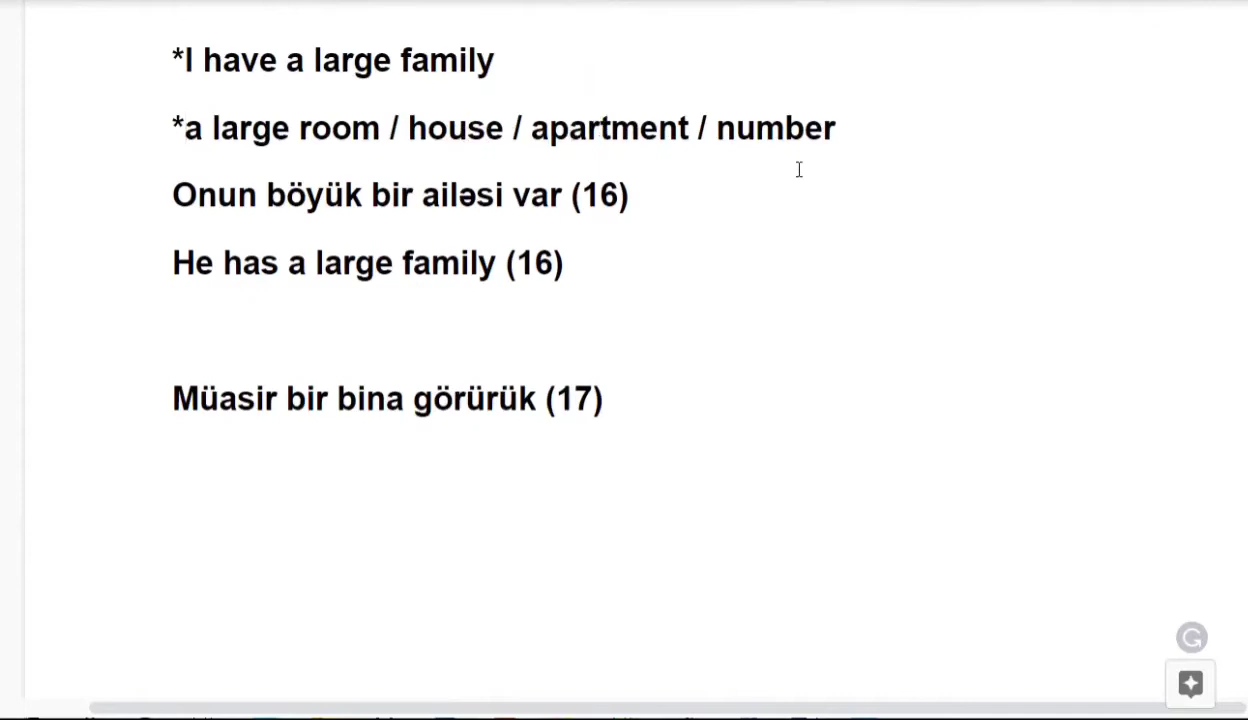 *I have a large family
*a large room / house / apartment / number
Onun böyük bir ailəsi var (16)
He has a large family (16)
Müasir bir bina görürük (17)